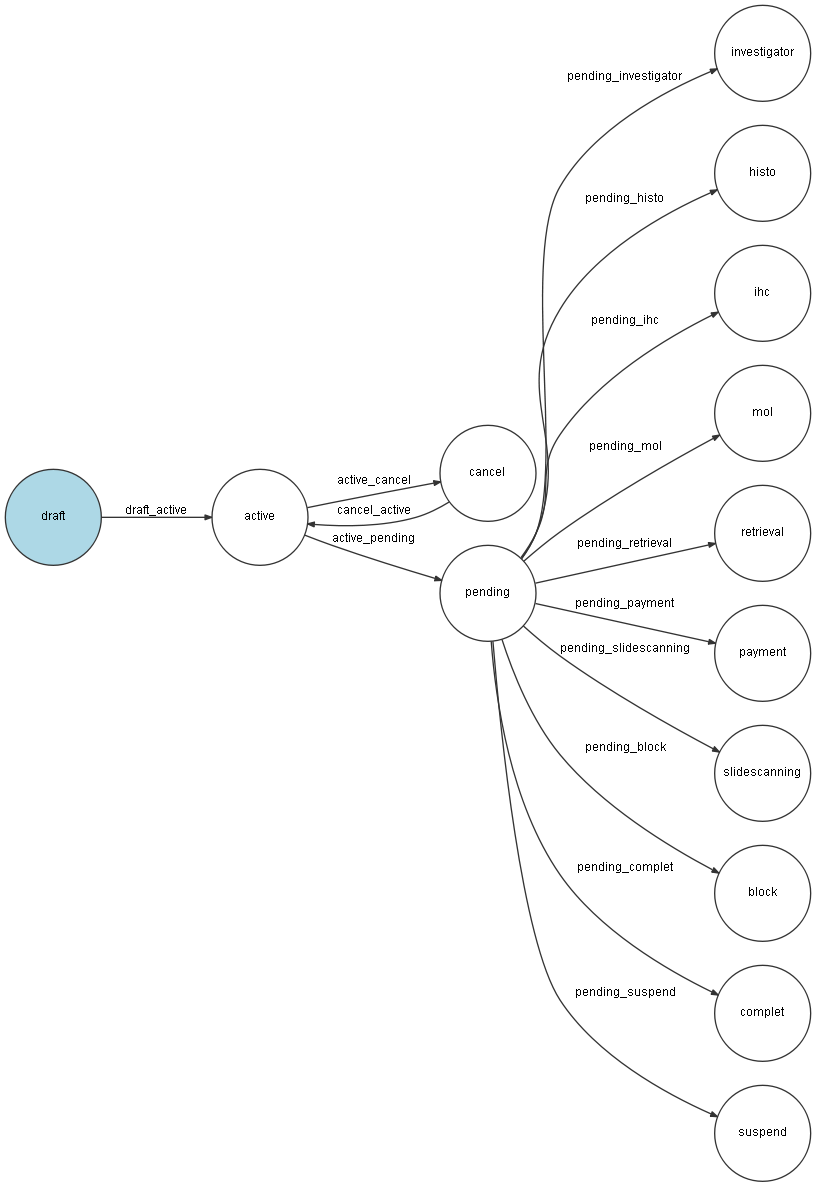 investigator
pending_investigator
histo
pending_histo
ihc
pending_ihc
mol
pending_mol
cancel
active_cancel
draft
draft_active
active
cancel_active
active_pending
retrieval
pending_retrieval
pending
pending_payment
payment
pending_slidescanning
slidescanning
pending_block
block
pending_complet
complet
pending_suspend
suspend